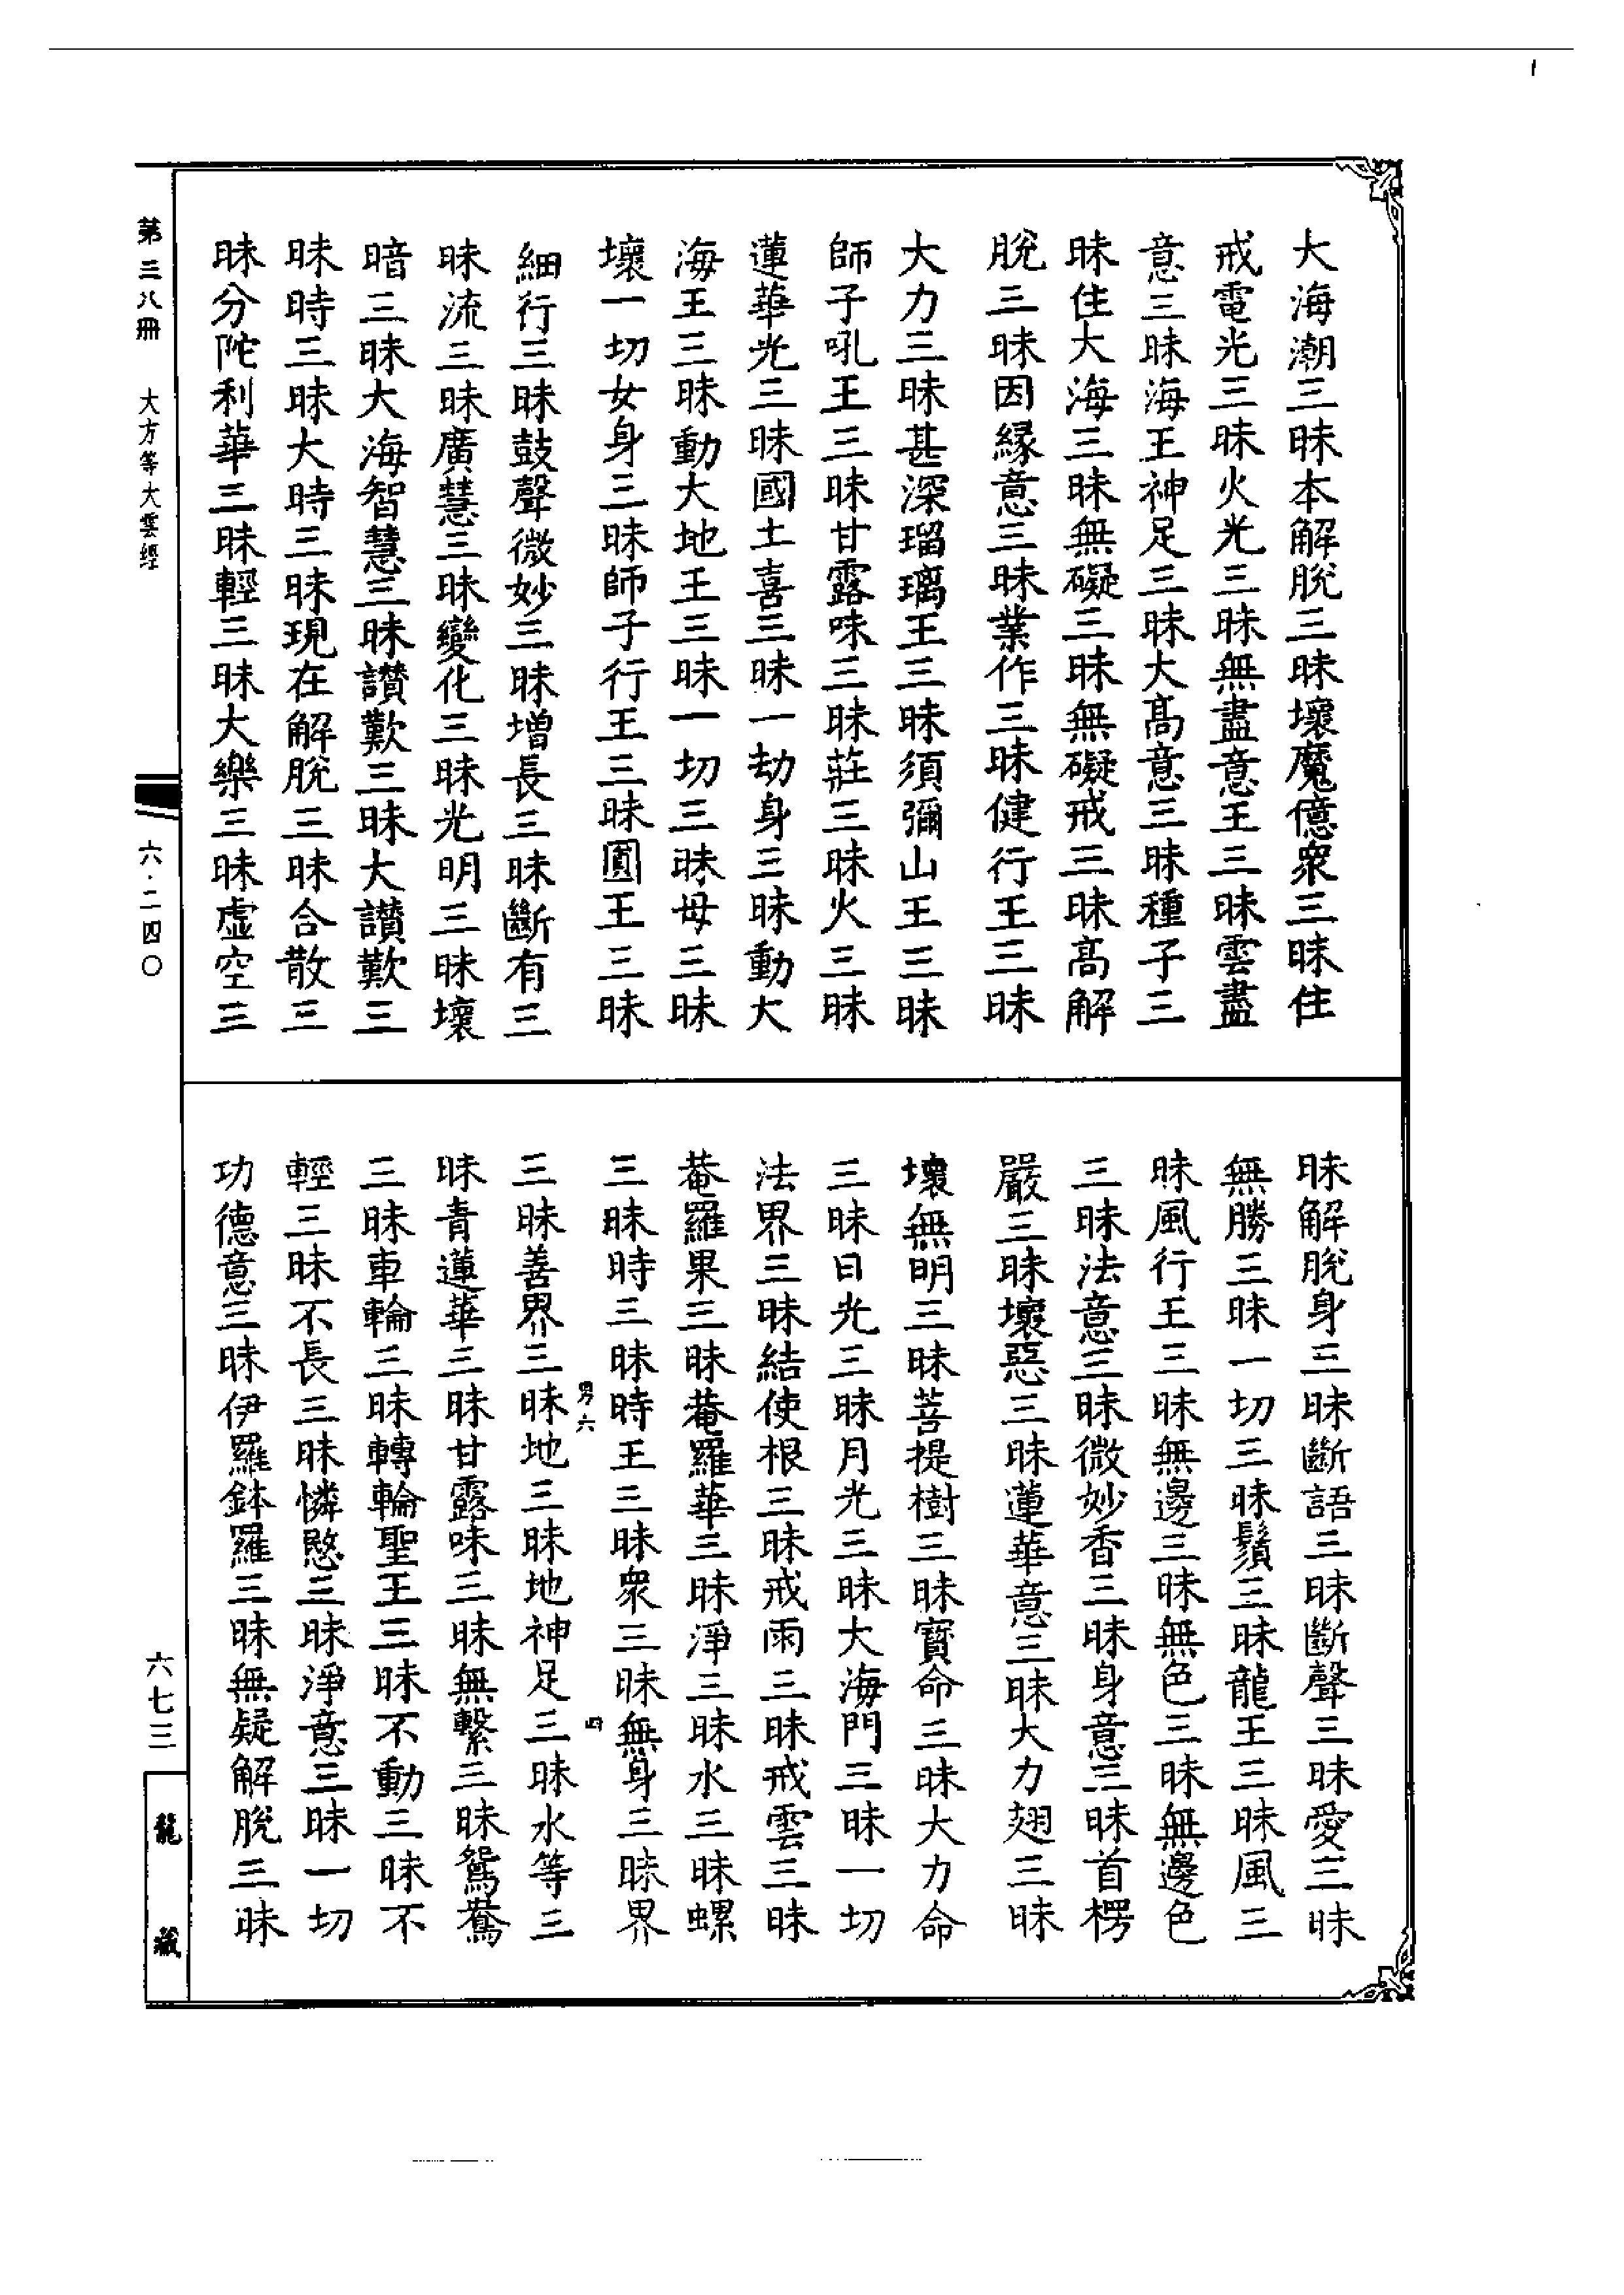 大海潮三昧本解脫三昧壞魔億衆三昧住
戒電光三昧火光三昧無盡意王三昧雲盡
意三昧海王神足三昧大高意三昧種子三
昧住大海三昧無礙三昧無礙戒三昧高解
脫三昧因緣意三昧業作三昧健行王三昧
大力三昧甚深瑠璃王三昧須彌山王三昧
師子吼王三昧甘露味三昧莊三昧火三昧
蓮華光三昧國土喜三昧一劫身三昧動大
海王三昧動大地王三昧一切三昧母三昧
壞一切女身三昧師子行王三昧圓王三昧
細行三昧鼓聲微妙三昧增長三昧斷有三
昧流三昧廣慧三昧變化三昧光明三昧壞
暗三昧大海智慧三昧讃歎三昧大讃歎三
昧時三昧大時三昧現在解脫三昧合散三
昧分陀利華三昧輕三昧大樂三昧虛空三
昧解脫身三昧斷語三昧斷聲三昧愛三昧
無勝三昧一切三昧鬚三昧龍王三昧風三
昧風行王三昧無邊三昧無色三昧無邊色
三昧法意三昧微妙香三昧身意三昧首楞
嚴三昧壞惡三昧蓮華意三昧大力翅三昧
壞無明三昧菩提樹三昧寶命三昧大力命
三昧日光三昧月光三昧大海門三昧一切
法界三昧結使根三昧戒雨三昧戒雲三昧
菴羅果三昧菴羅華三昧淨三昧水三昧螺
三昧時三昧時王三昧衆三昧無身三昧界
男六
四
三昧善界三昧地三昧地神足三昧水等三
昧青蓮華三昧甘露味三昧無繫三昧鴛鴦
三昧車輪三昧轉輪聖王三昧不動三昧不
輕三昧不長三昧憐愍三昧淨意三昧一切
功德意三昧伊羅鉢羅三昧無疑解脫三昧
第三八冊
大方等大雲經
六·二四〇
六七三
龍藏